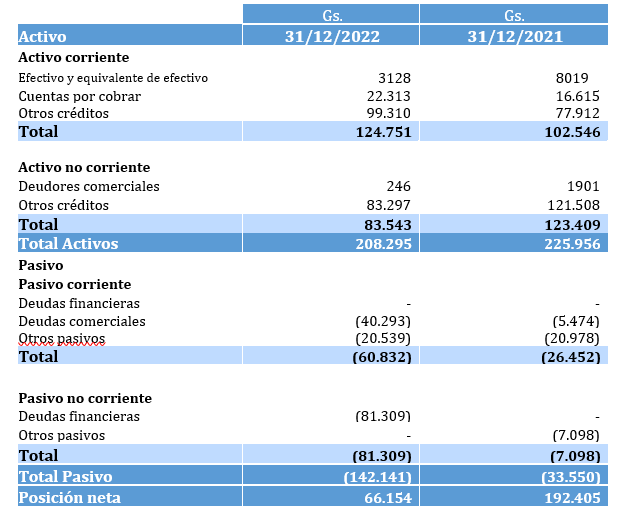 Gs. Gs.
Activo 31/12/2022 31/12/2021
Activo corriente
Efectivo y equivalente de efectivo 3128 8019
Cuentas por cobrar 22.313 16.615
Otros créditos 99.310 77.912
Total 124.751 102.546
Activo no corriente
Deudores comerciales 246 1901
Otros créditos 83.297 121.508
Total 83.543 123.409
Total Activos 208.295 225.956
Pasivo
Pasivo corriente
Deudas financieras - -
Deudas comerciales (40.293) (5.474)
Otros pasivos (20.539) (20.978)
Total (60.832) (26.452)
Pasivo no corriente
Deudas financieras (81.309) -
Otros pasivos - (7.098)
Total (81.309) (7.098)
Total Pasivo (142.141) (33.550)
Posición neta 66.154 192.405